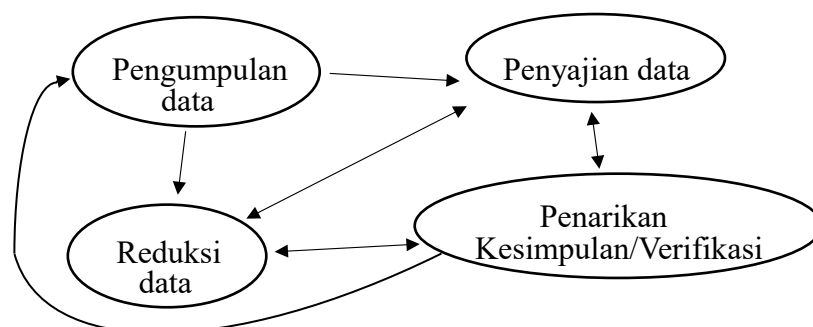 Pengumpulan
data
Penyajian data
Reduksi
data
Penarikan
Kesimpulan/Verifikasi